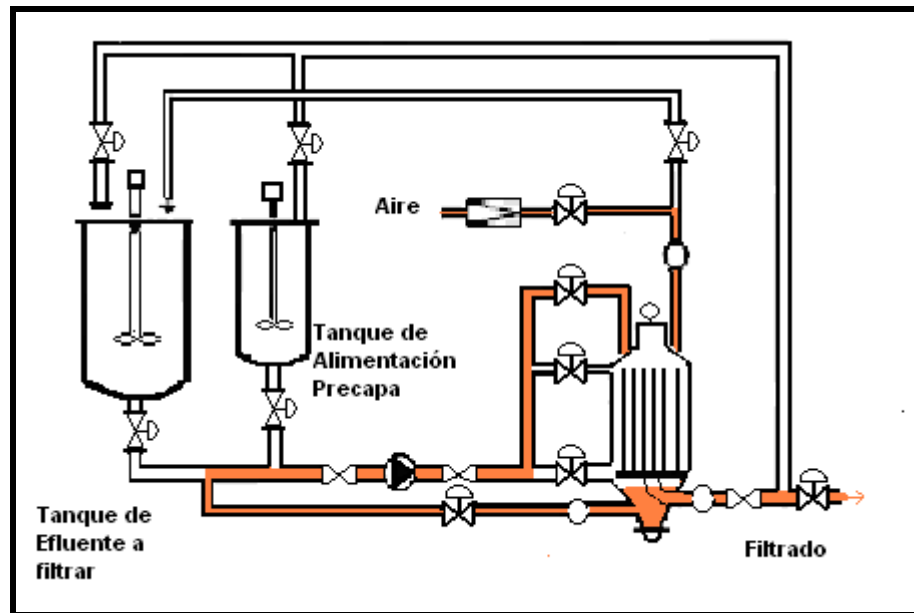 Aire
Tanque de
Alimentación
Precapa
Tanque de
Efluente a
filtrar
Filtrado